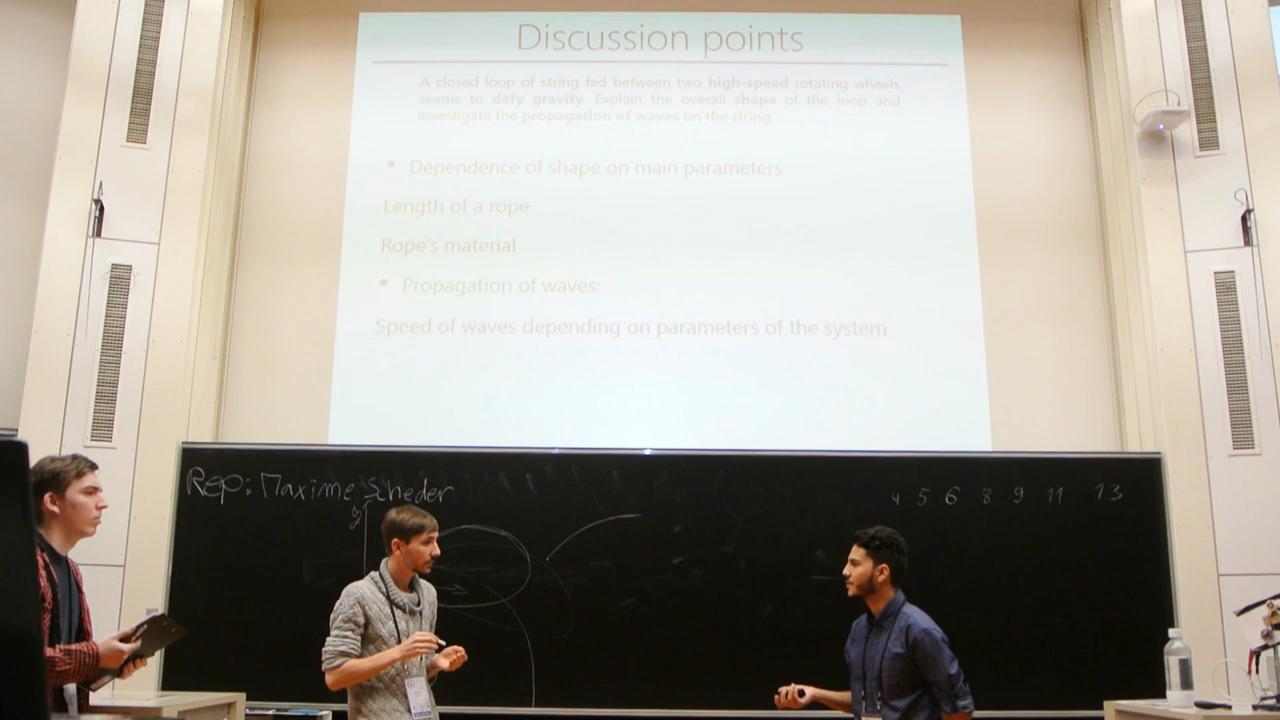 Discussion points
A closed loop of string fed between two high-speed rotating wheels
seems to defy gravity. Explain the overall shape of the loop and
investigate the propagation of waves on the string.
• Dependence of shape on main parameters:
Length of a rope
Rope's material
• Propagation of waves:
Speed of waves depending on parameters of the system
Rep: Maxime Scheder
4 5 6 8 9 11 13